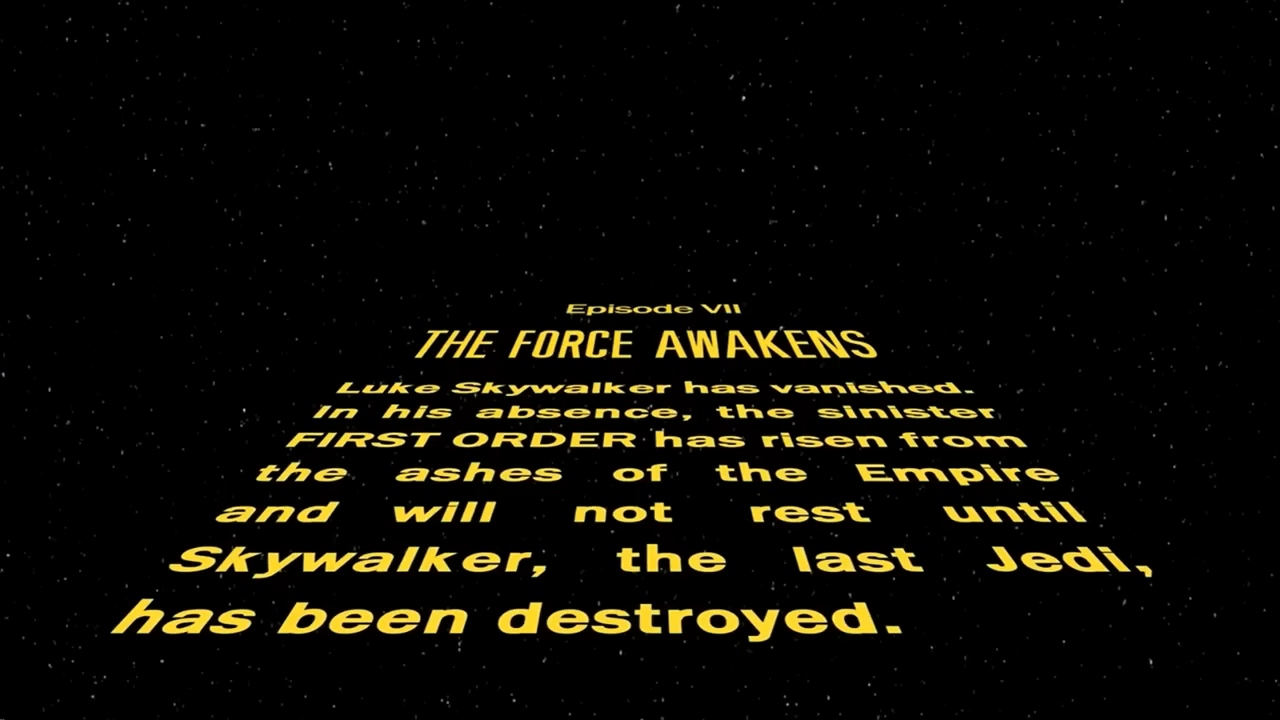 Episode VII
THE FORCE AWAKENS
Luke Skywalker has vanished.
In his absence, the sinister
FIRST ORDER has risen from
the ashes of the Empire
and will not rest until
Skywalker, the last Jedi,
has been destroyed.